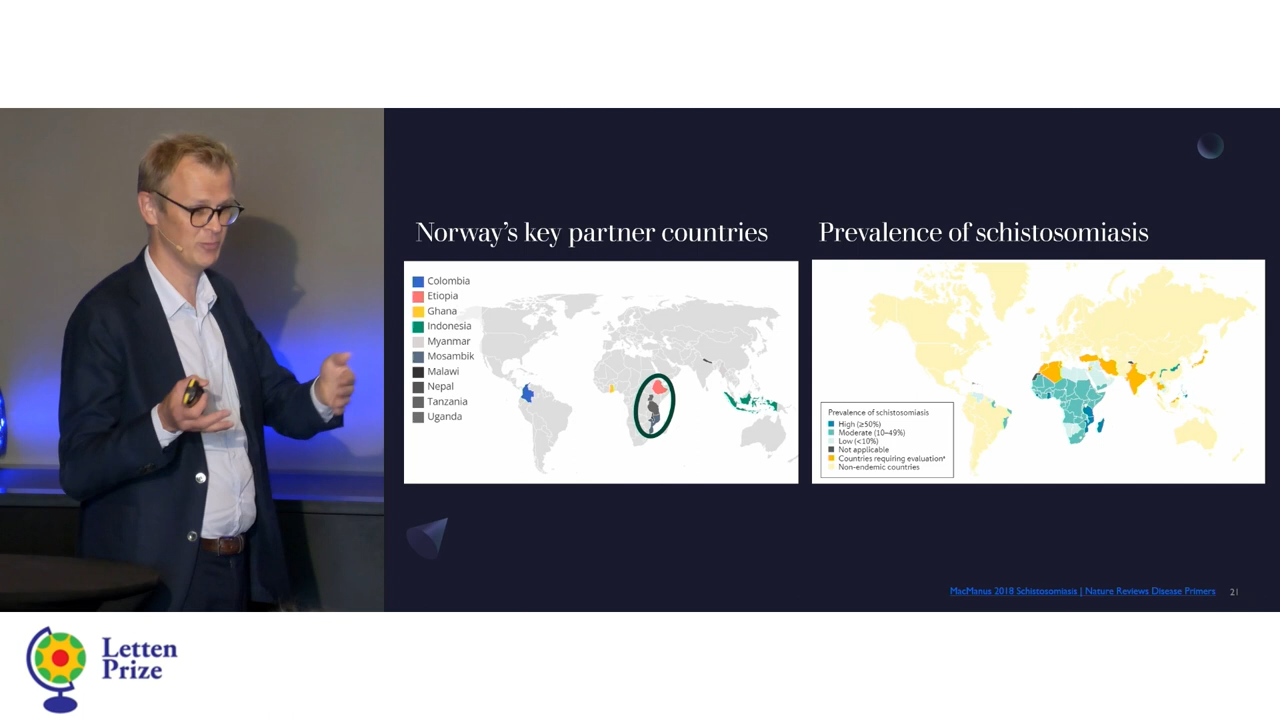 Norway's key partner countries
Colombia
Etiopia
Ghana
Indonesia
Myanmar
Mosambik
Malawi
Nepal
Tanzania
Uganda
Prevalence of schistosomiasis
Prevalence of schistosomiasis
High (≥50%)
Moderate (10–49%)
Low (<10%)
Not applicable
Countries requiring evaluation*
Non-endemic countries
MacManus 2018 Schistosomiasis | Nature Reviews Disease Primers
21
Letten
Prize